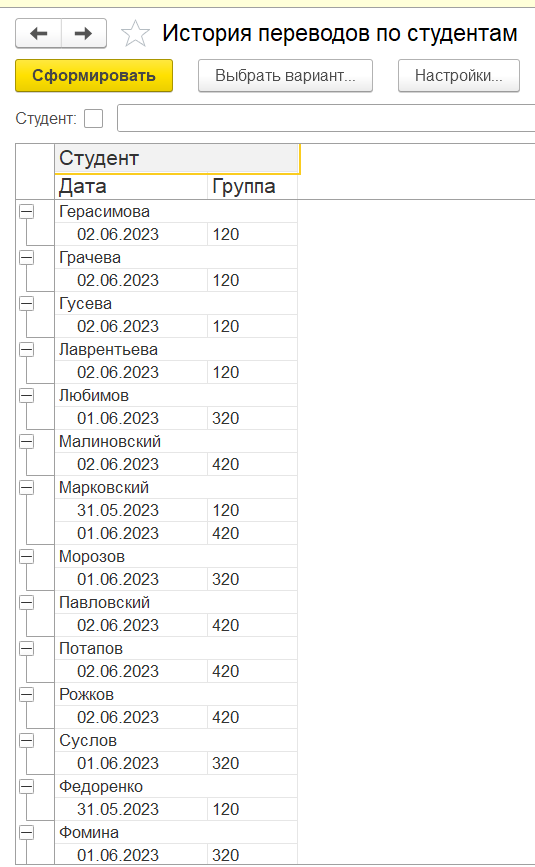 История переводов по студентам
Сформировать Выбрать вариант... Настройки...
Студент:
Студент
Дата Группа
Герасимова
02.06.2023 120
Грачева
02.06.2023 120
Гусева
02.06.2023 120
Лаврентьева
02.06.2023 120
Любимов
01.06.2023 320
Малиновский
02.06.2023 420
Марковский
31.05.2023 120
01.06.2023 420
Морозов
01.06.2023 320
Павловский
02.06.2023 420
Потапов
02.06.2023 420
Рожков
02.06.2023 420
Суслов
01.06.2023 320
Федоренко
31.05.2023 120
Фомина
01.06.2023 320